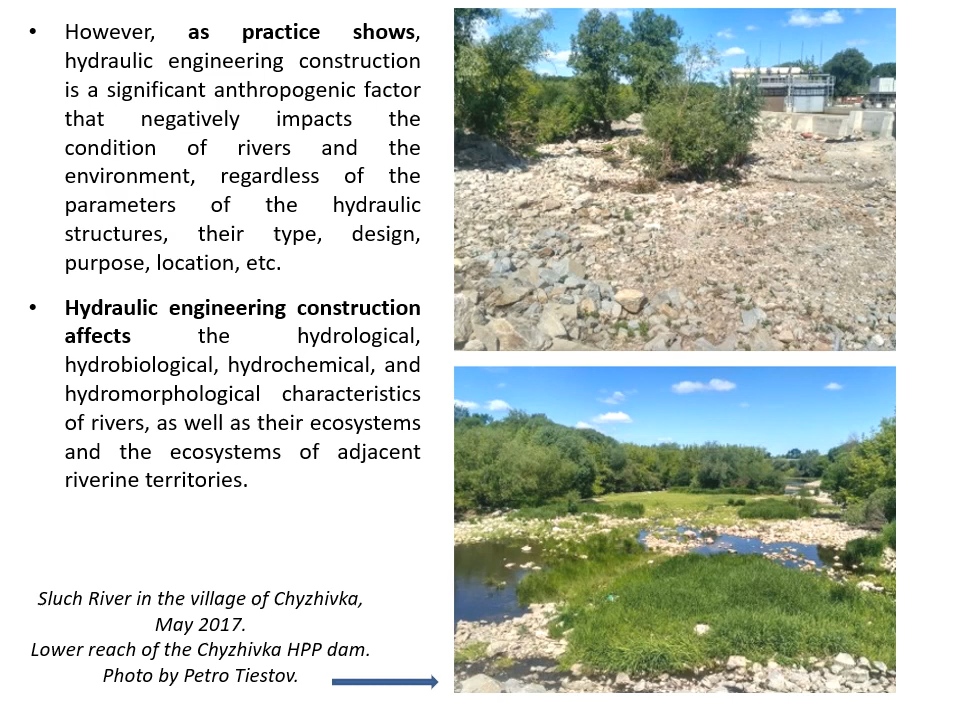 • However, as practice shows,
hydraulic engineering construction
is a significant anthropogenic factor
that negatively impacts the
condition of rivers and the
environment, regardless of the
parameters of the hydraulic
structures, their type, design,
purpose, location, etc.
• Hydraulic engineering construction
affects the hydrological,
hydrobiological, hydrochemical, and
hydromorphological characteristics
of rivers, as well as their ecosystems
and the ecosystems of adjacent
riverine territories.
Sluch River in the village of Chyzhivka,
May 2017.
Lower reach of the Chyzhivka HPP dam.
Photo by Petro Tiestov.